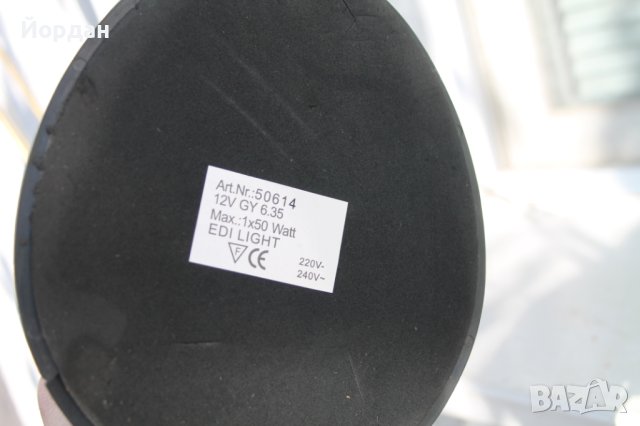 Йордан
Art.Nr.:50614
12V GY 6.35
Max.:1x50 Watt
EDI LIGHT
F CE
220V-
240V~
BAZAR